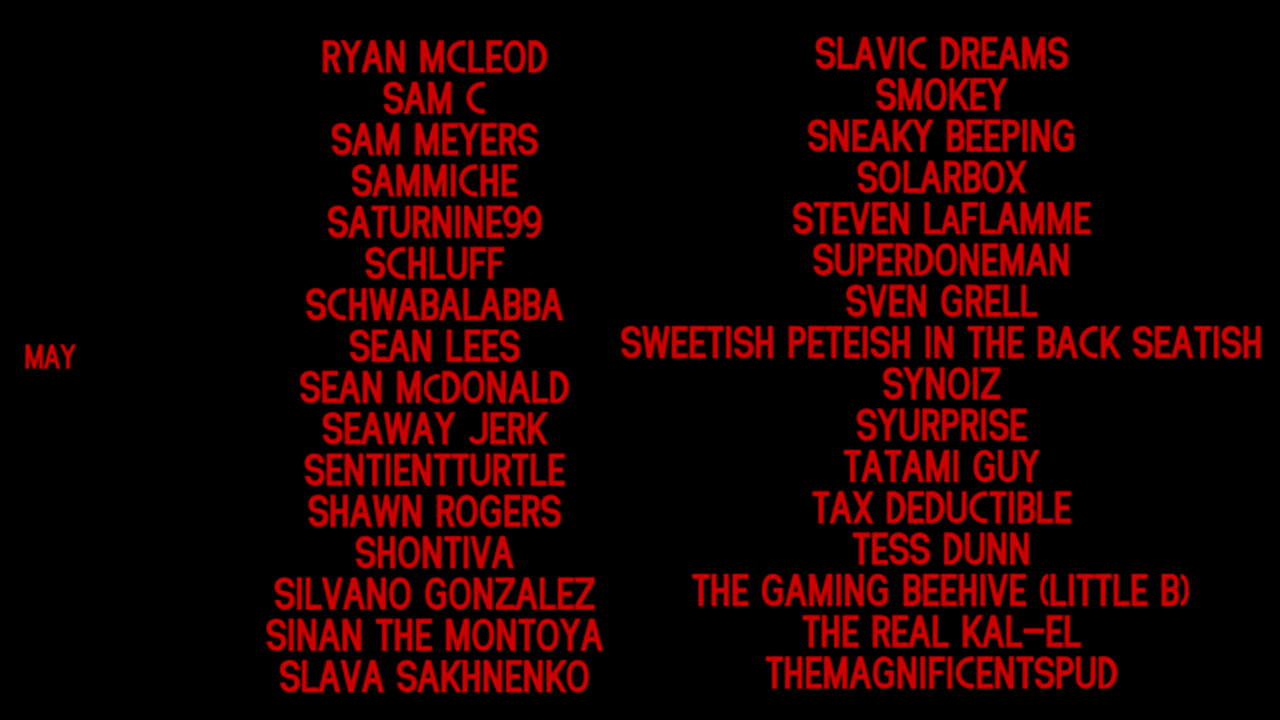 MAY
RYAN MCLEOD
SAM C
SAM MEYERS
SAMMICHE
SATURNINE99
SCHLUFF
SCHWABALABBA
SEAN LEES
SEAN McDONALD
SEAWAY JERK
SENTIENTTURTLE
SHAWN ROGERS
SHONTIVA
SILVANO GONZALEZ
SINAN THE MONTOYA
SLAVA SAKHNENKO
SLAVIC DREAMS
SMOKEY
SNEAKY BEEPING
SOLARBOX
STEVEN LaFLAMME
SUPERDONEMAN
SVEN GRELL
SWEETISH PETEISH IN THE BACK SEATISH
SYNOIZ
SYURPRISE
TATAMI GUY
TAX DEDUCTIBLE
TESS DUNN
THE GAMING BEEHIVE (LITTLE B)
THE REAL KAL-EL
THEMAGNIFICENTSPUD